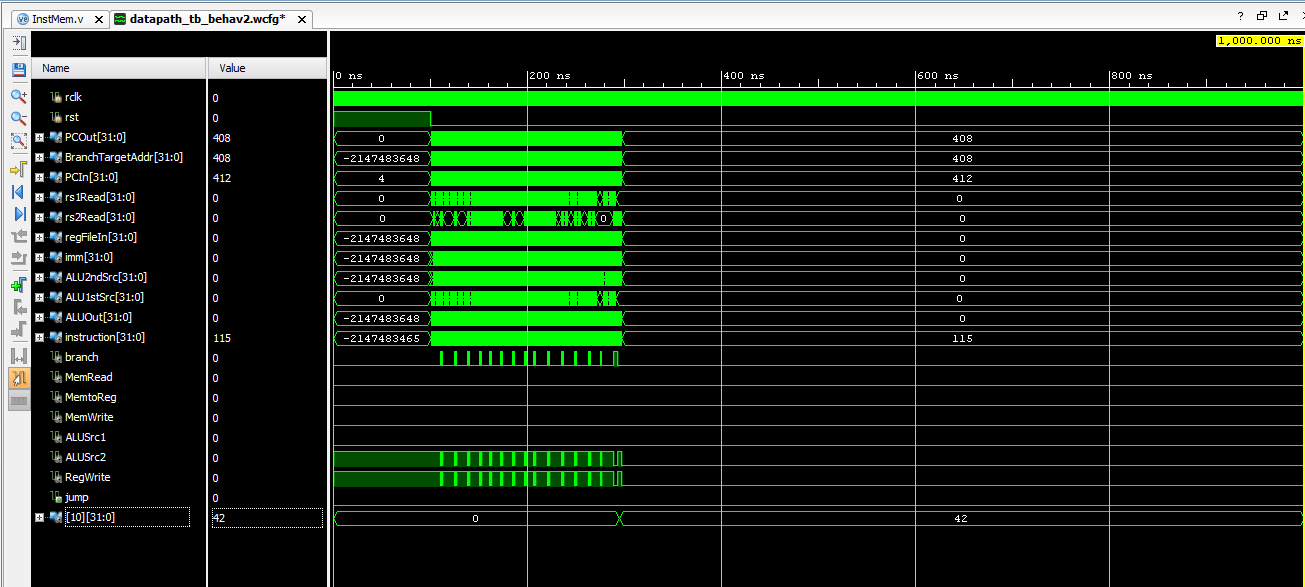 InstMem.v datapath_tb_behav2.wcfg*
1,000.000 ns
Name Value
0 ns 200 ns 400 ns 600 ns 800 ns
rclk 0
rst 0
PCOut[31:0] 408 0 408
BranchTargetAddr[31:0] 408 -2147483648 408
PCIn[31:0] 412 4 412
rs1Read[31:0] 0 0 0
rs2Read[31:0] 0 0 0 0
regFileIn[31:0] 0 -2147483648 0
imm[31:0] 0 -2147483648 0
ALU2ndSrc[31:0] 0 -2147483648 0
ALU1stSrc[31:0] 0 0 0
ALUOut[31:0] 0 -2147483648 0
instruction[31:0] 115 -2147483465 115
branch 0
MemRead 0
MemtoReg 0
MemWrite 0
ALUSrc1 0
ALUSrc2 0
RegWrite 0
jump 0
[10][31:0] 42 0 42